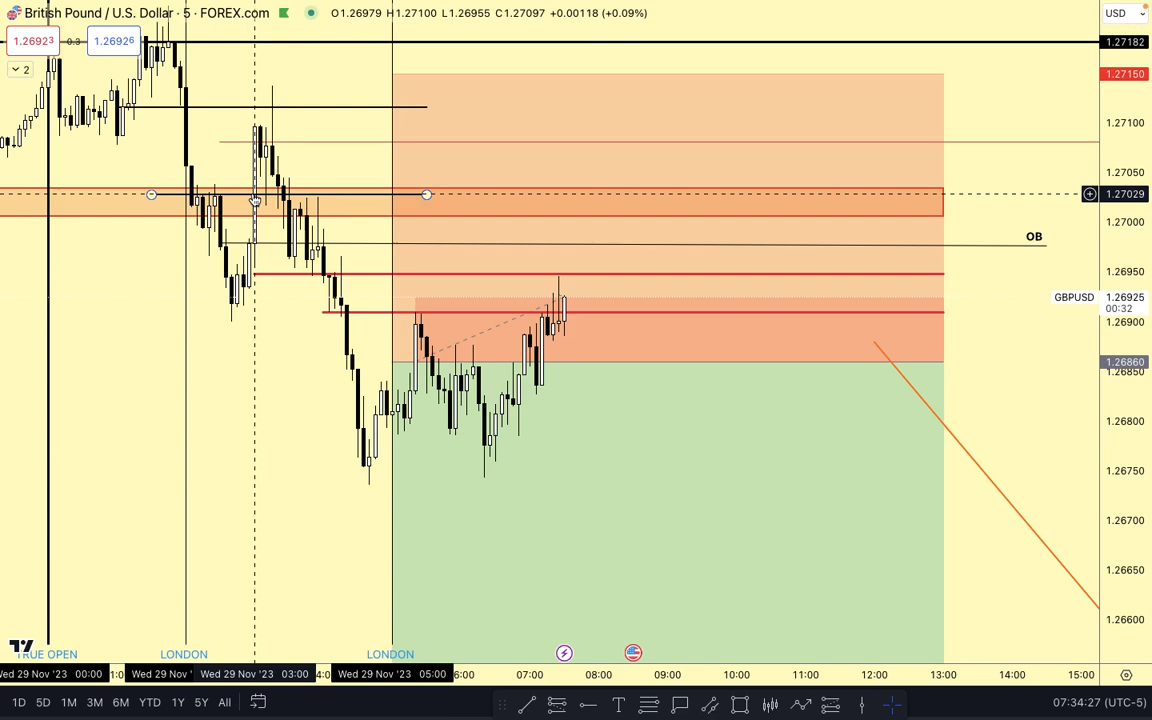 British Pound / U.S. Dollar · 5 · FOREX.com O1.26979 H1.27100 L1.26955 C1.27097 +0.00118 (+0.09%)
USD
1.26923 0.3 1.26926
1.27182
2
1.27150
1.27100
1.27050
1.27029
1.27000
OB
1.26950
GBPUSD 1.26925
00:32
1.26900
1.26860
1.26850
1.26800
1.26750
1.26700
1.26650
1.26600
TRUE OPEN LONDON LONDON
Wed 29 Nov '23 00:00 Wed 29 Nov '23 03:00 Wed 29 Nov '23 05:00 07:00 08:00 09:00 10:00 11:00 12:00 13:00 14:00 15:00
1D 5D 1M 3M 6M YTD 1Y 5Y All 07:34:27 (UTC-5)